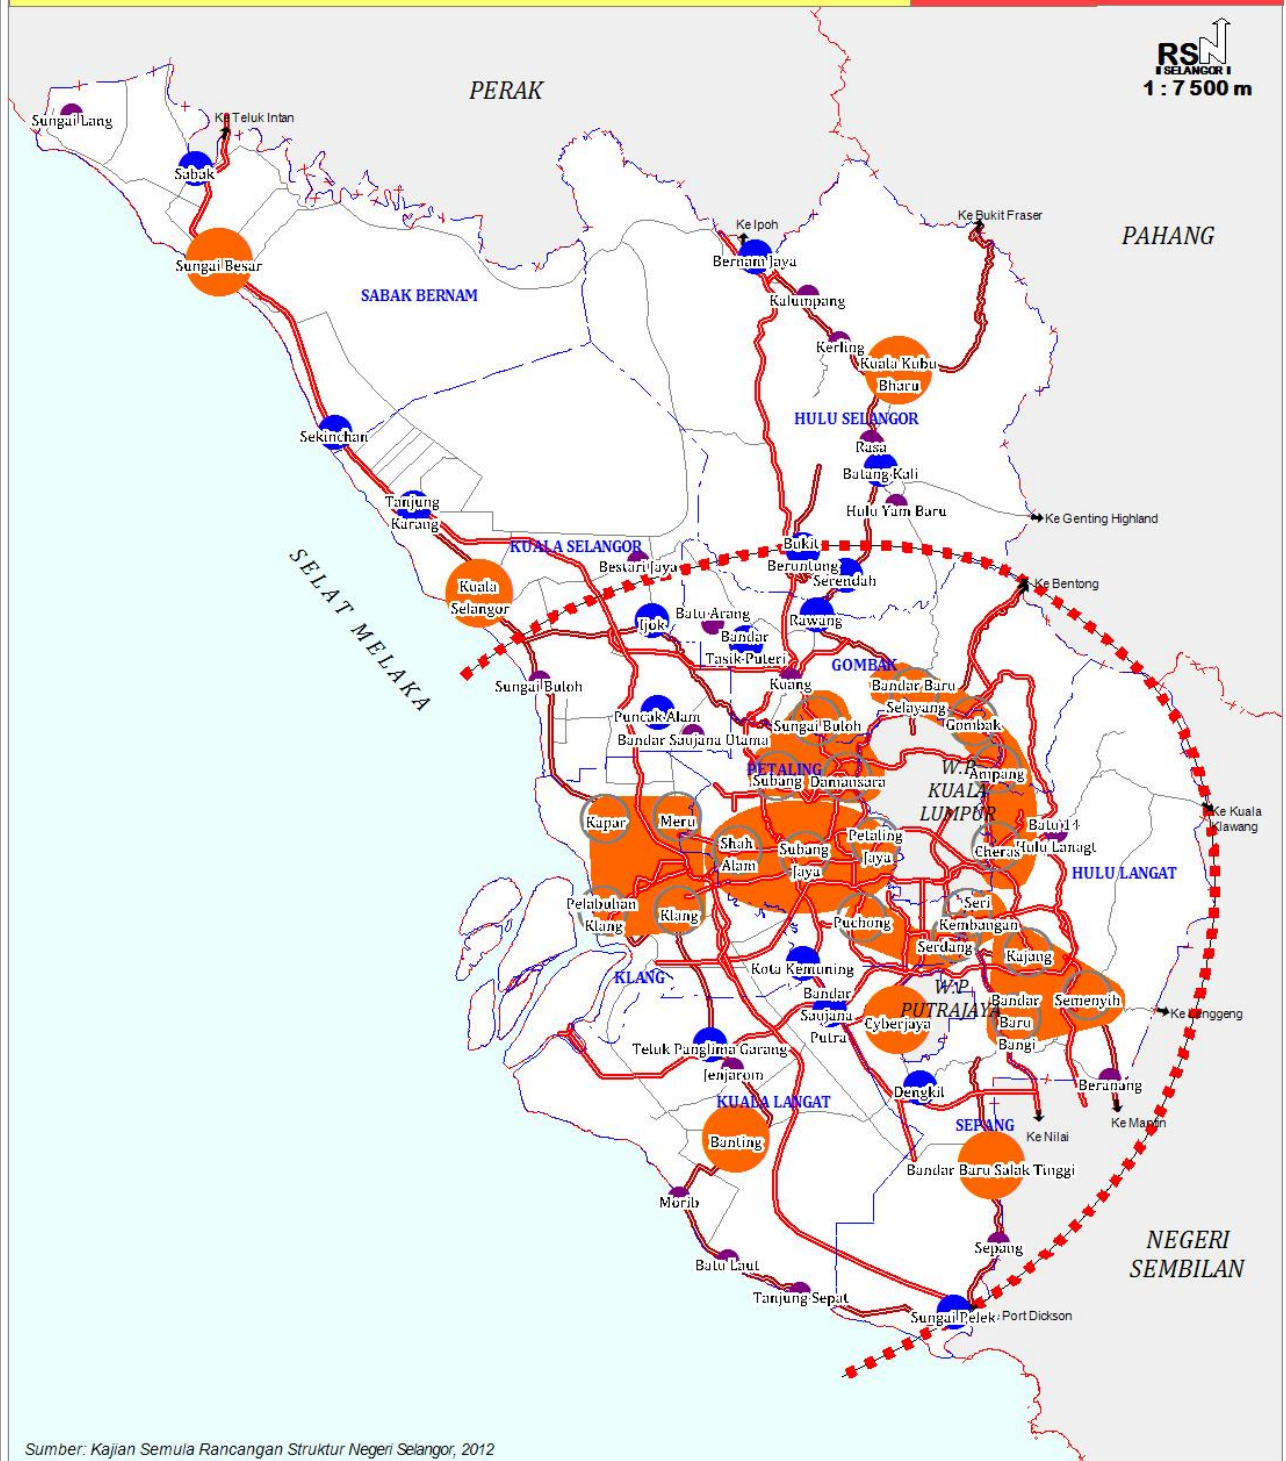 RSN
SELANGOR
1 : 7 500 m
PERAK
Sungai Lang
Ke Teluk Intan
Sabak
Ke Ipoh
Ke Bukit Fraser
PAHANG
Bernam Jaya
Sungai Besar
SABAK BERNAM
Kalumpang
Kerling
Kuala Kubu
Bharu
HULU SELANGOR
Sekinchan
Rasa
Batang Kali
Tanjung
Karang
Hulu Yam Baru
Ke Genting Highland
SELAT MELAKA
KUALA SELANGOR
Bukit
Beruntung
Bestari Jaya
Serendah
Ke Bentong
Kuala
Selangor
Ijok
Batu Arang
Rawang
Bandar
Tasik Puteri
GOMBAK
Kuang
Sungai Buloh
Bandar Baru
Selayang
Puncak Alam
Sungai Buloh
Gombak
Bandar Saujana Utama
PETALING
Subang
Damansara
W.P
KUALA
LUMPUR
Ampang
Ke Kuala
Klawang
Kapar
Meru
Batu 14
Hulu Lanagt
Shah
Alam
Subang
Jaya
Petaling
Jaya
Cheras
HULU LANGAT
Pelabuhan
Klang
Klang
Puchong
Seri
Kembangan
Serdang
Kajang
Kota Kemuning
KLANG
W.P
PUTRAJAYA
Bandar
Saujana
Putra
Cyberjaya
Bandar
Baru
Bangi
Semenyih
Ke Lenggeng
Teluk Panglima Garang
Jenjarom
Dengkil
Beranang
KUALA LANGAT
SEPANG
Ke Nilai
Ke Mantin
Banting
Bandar Baru Salak Tinggi
Morib
Sepang
NEGERI
SEMBILAN
Batu Laut
Tanjung Sepat
Sungai Pelek
Port Dickson
Sumber: Kajian Semula Rancangan Struktur Negeri Selangor, 2012